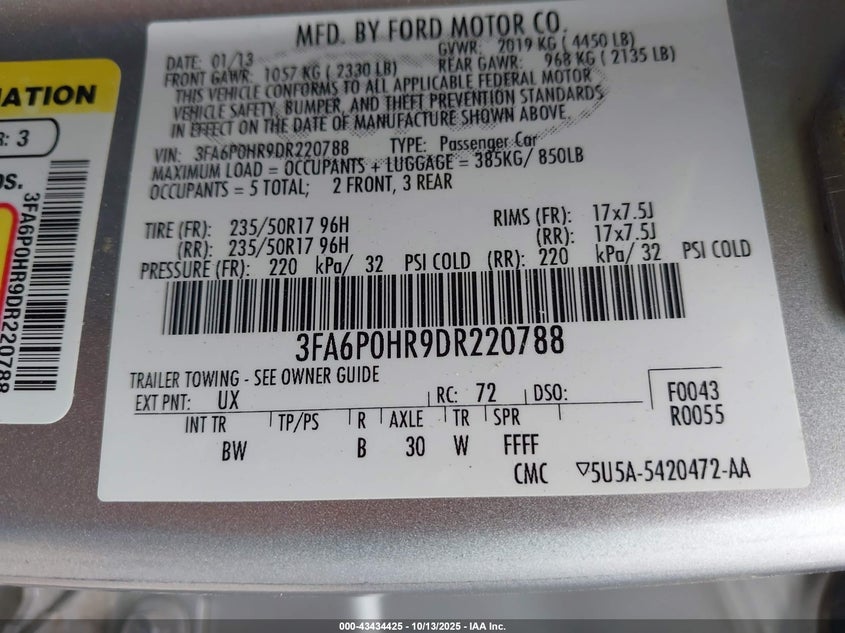 MFD. BY FORD MOTOR CO.
DATE: 01/13 GVWR: 2019 KG ( 4450 LB)
FRONT GAWR: 1057 KG ( 2330 LB) REAR GAWR: 968 KG ( 2135 LB)
THIS VEHICLE CONFORMS TO ALL APPLICABLE FEDERAL MOTOR
VEHICLE SAFETY, BUMPER, AND THEFT PREVENTION STANDARDS
IN EFFECT ON THE DATE OF MANUFACTURE SHOWN ABOVE.
VIN: 3FA6P0HR9DR220788 TYPE: Passenger Car
MAXIMUM LOAD = OCCUPANTS + LUGGAGE = 385KG/ 850LB
OCCUPANTS = 5 TOTAL; 2 FRONT, 3 REAR
TIRE (FR): 235/50R17 96H RIMS (FR): 17x7.5J
(RR): 235/50R17 96H (RR): 17x7.5J
PRESSURE (FR): 220 kPa/ 32 PSI COLD (RR): 220 kPa/ 32 PSI COLD
3FA6P0HR9DR220788
TRAILER TOWING - SEE OWNER GUIDE
EXT PNT: UX RC: 72 DSO: F0043
R0055
INT TR TP/PS R AXLE TR SPR
BW B 30 W FFFF
CMC ▽5U5A-5420472-AA
MATION
R: 3
os.
3FA6P0HR9DR220788
000-43434425 | 10/13/2025 - IAA Inc.